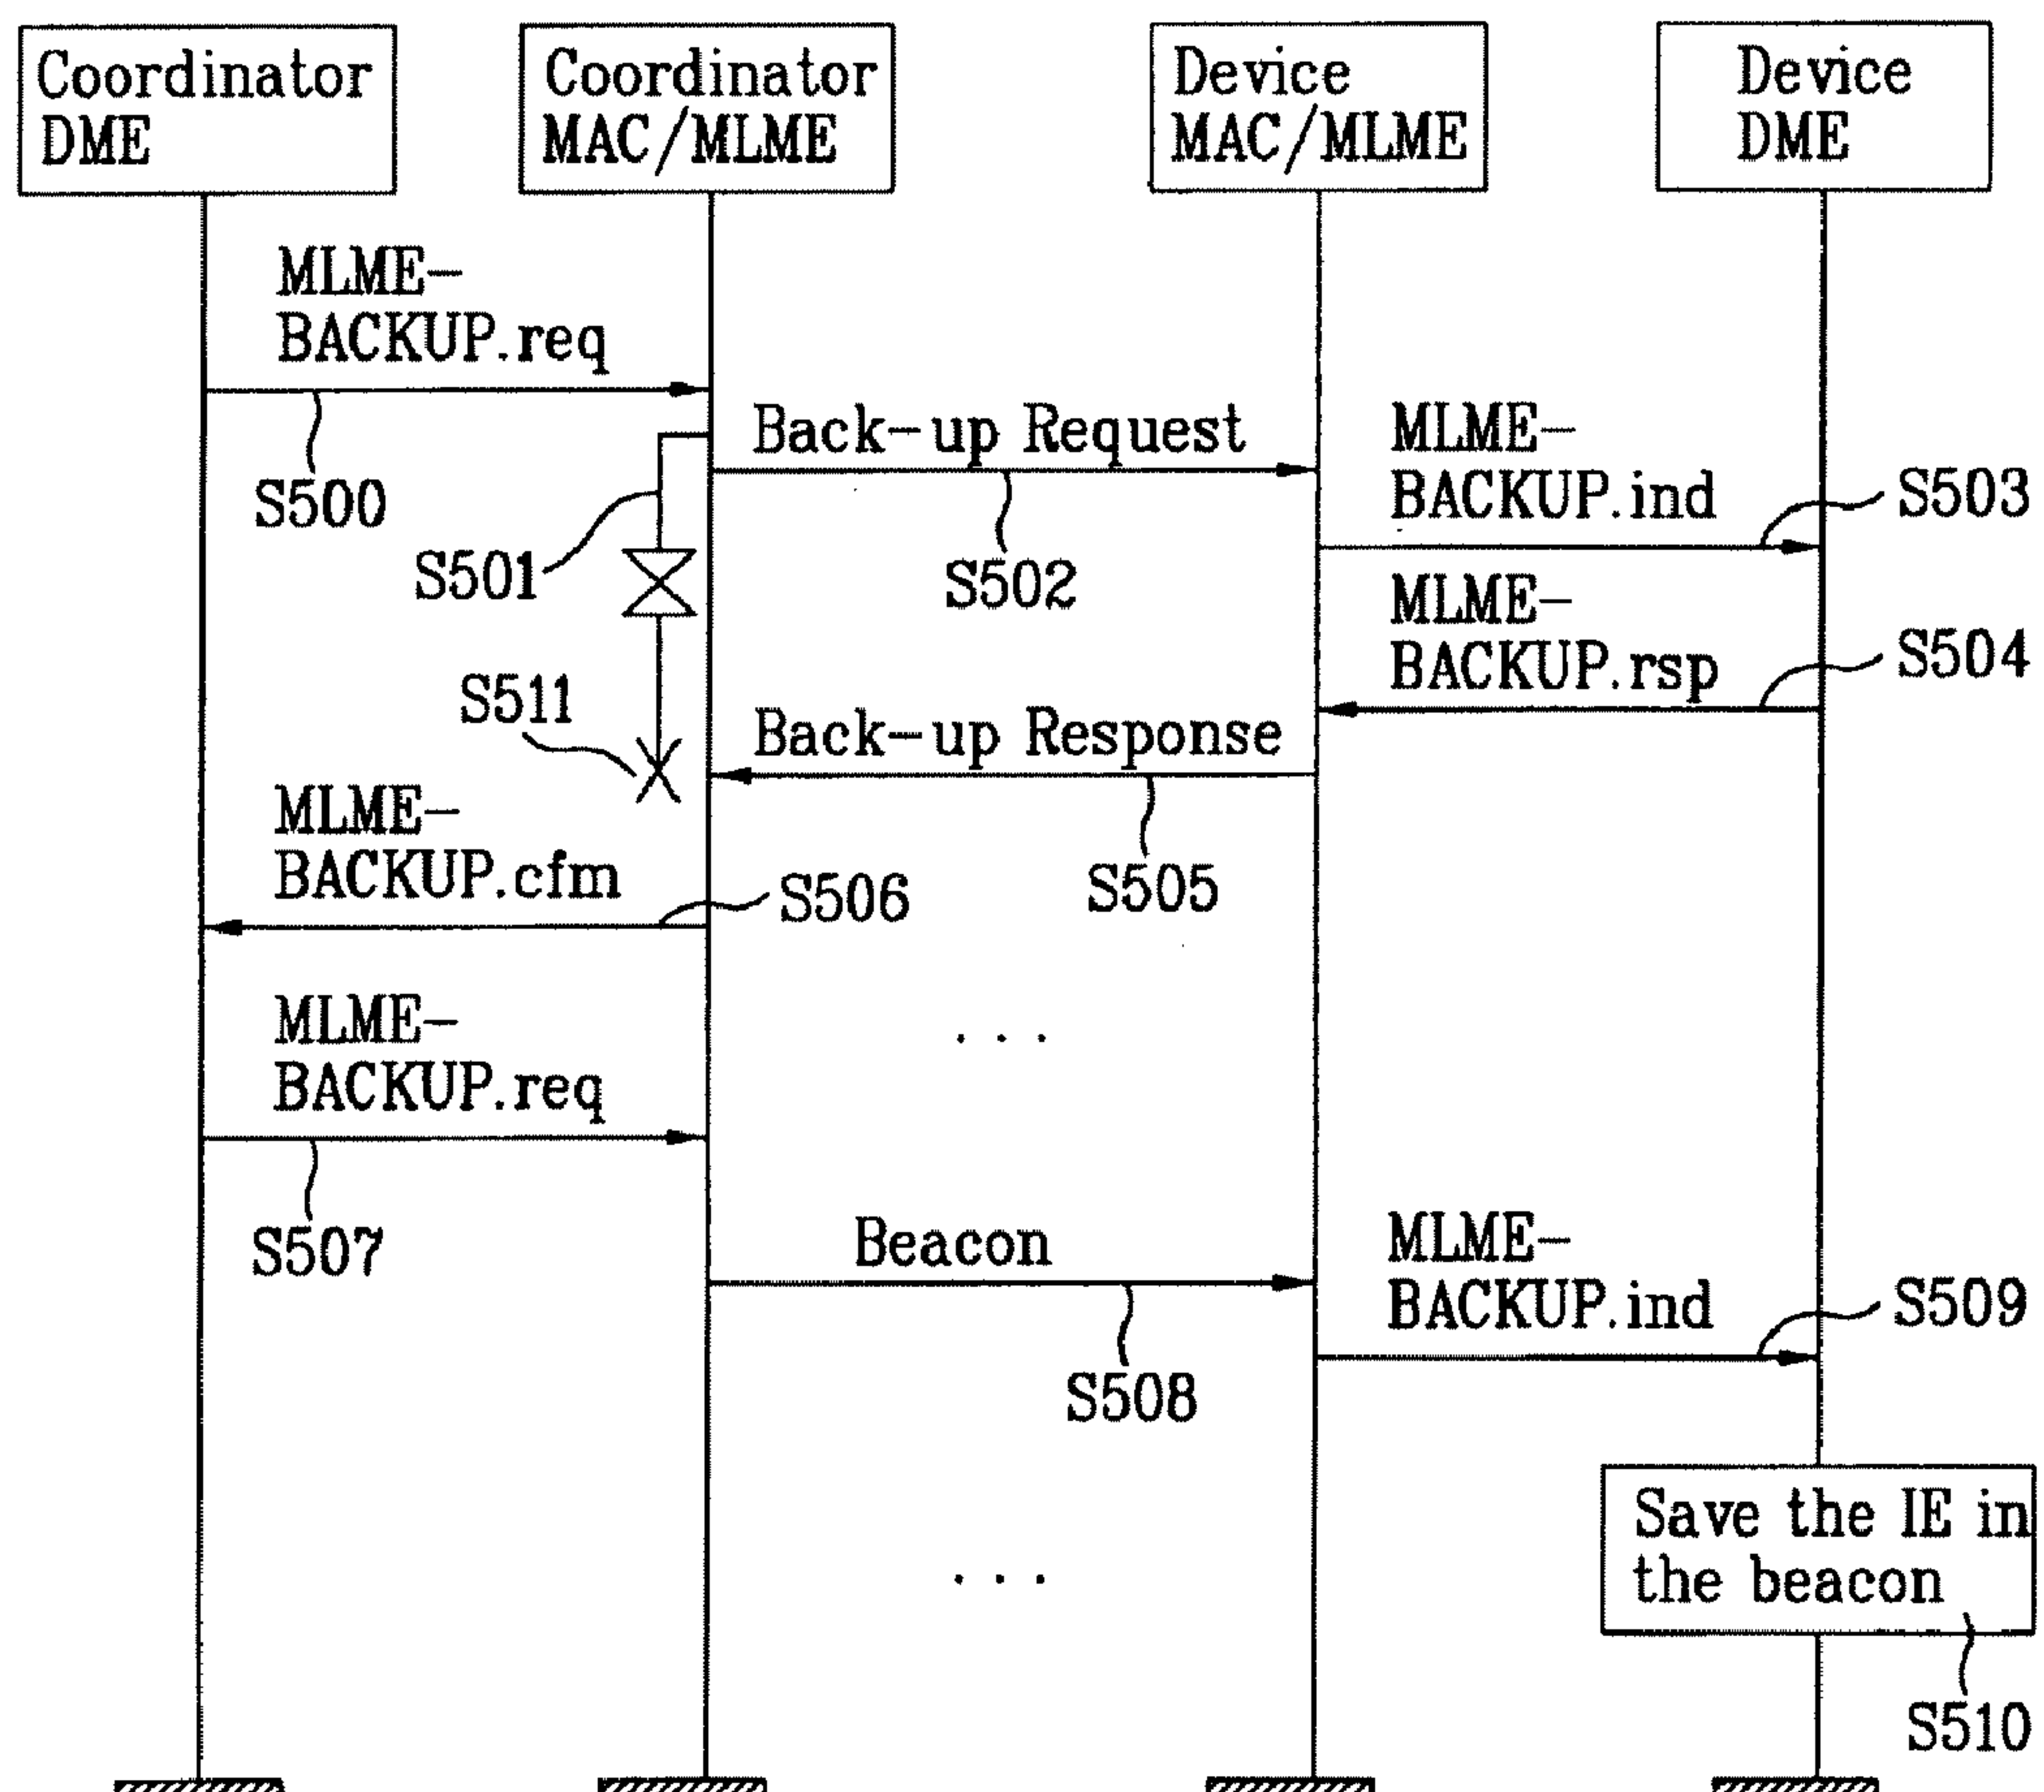 Coordinator
DME
Coordinator
MAC/MLME
Device
MAC/MLME
Device
DME
MLME-
BACKUP.req
S500
Back-up Request
S501
S502
MLME-
BACKUP.ind
S503
MLME-
BACKUP.rsp
S504
S511
Back-up Response
S505
MLME-
BACKUP.cfm
S506
. . .
MLME-
BACKUP.req
S507
Beacon
S508
MLME-
BACKUP.ind
S509
. . .
Save the IE in
the beacon
S510